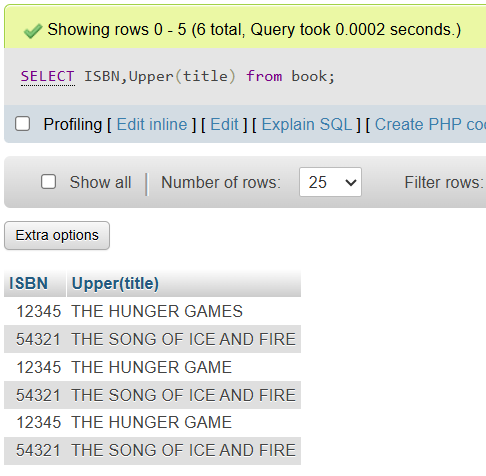 Showing rows 0 - 5 (6 total, Query took 0.0002 seconds.)
SELECT ISBN,Upper(title) from book;
Profiling [ Edit inline ] [ Edit ] [ Explain SQL ] [ Create PHP
Show all Number of rows: 25 Filter rows:
Extra options
ISBN Upper(title)
12345 THE HUNGER GAMES
54321 THE SONG OF ICE AND FIRE
12345 THE HUNGER GAME
54321 THE SONG OF ICE AND FIRE
12345 THE HUNGER GAME
54321 THE SONG OF ICE AND FIRE